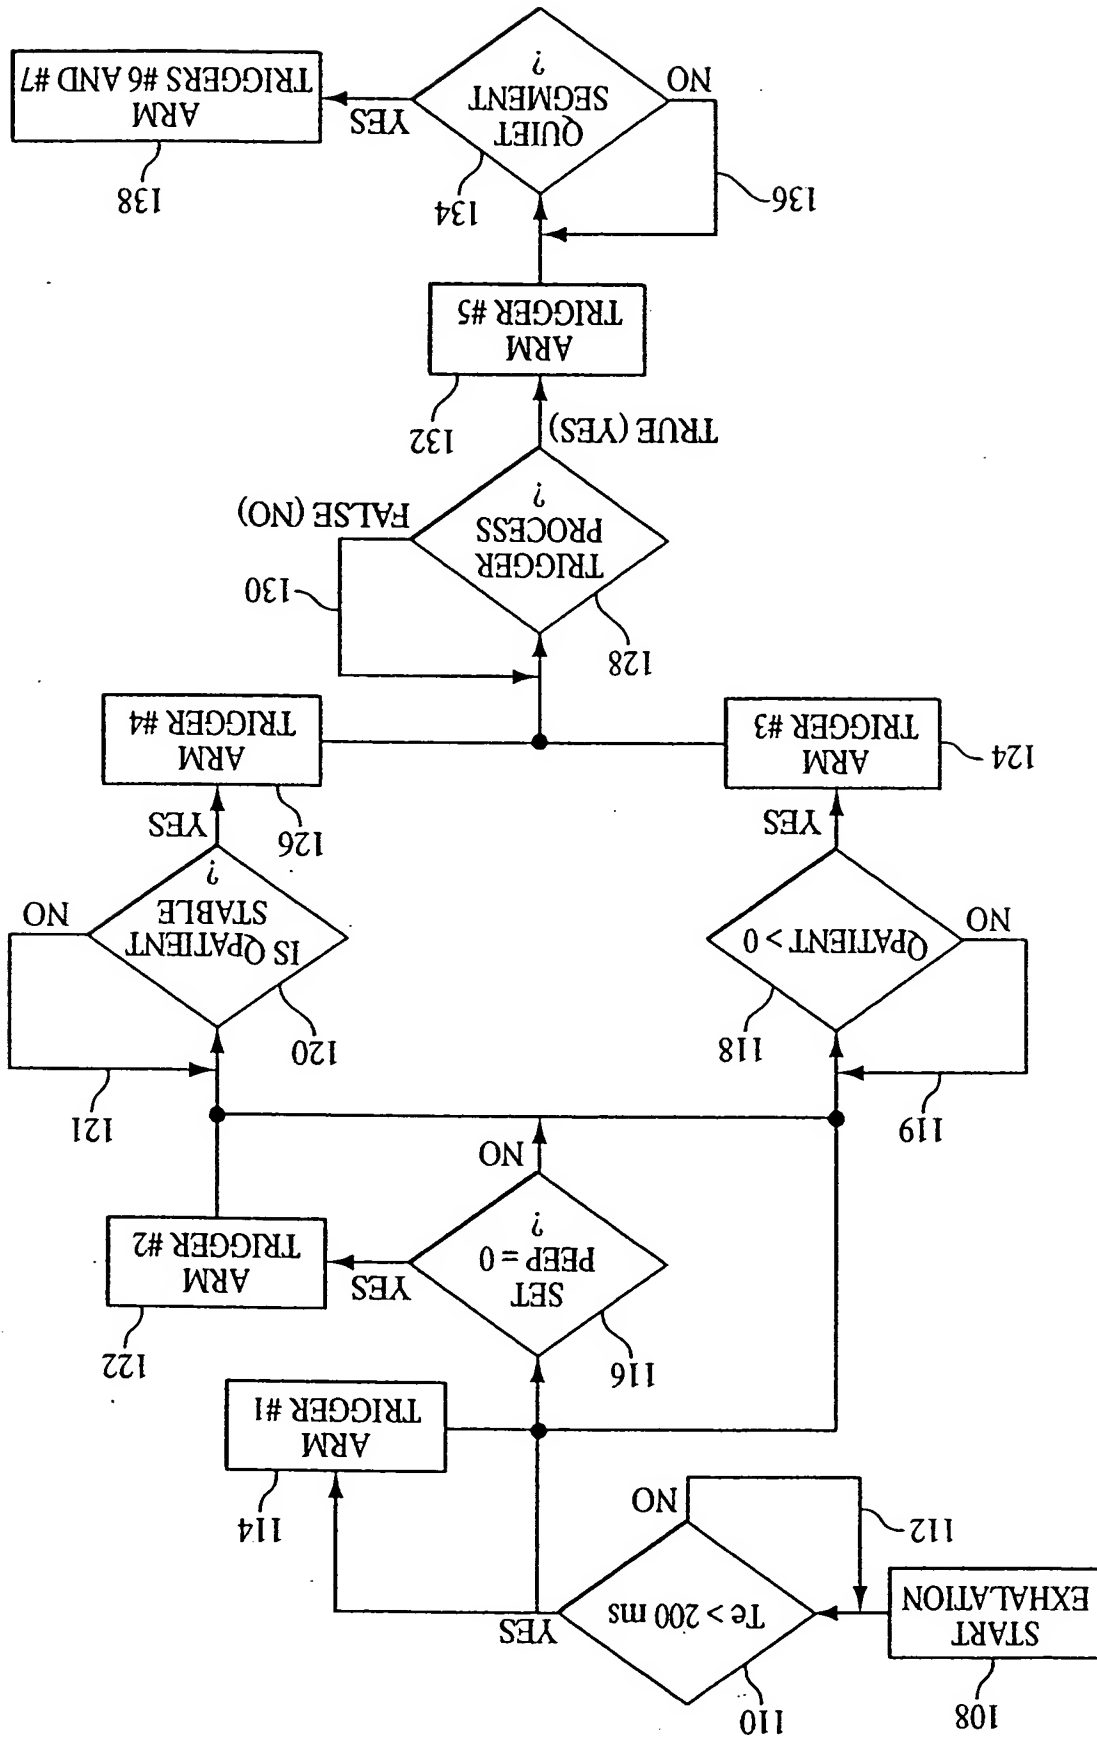 108
START
EXHALATION
110
Te > 200 ms
NO
112
YES
114
ARM
TRIGGER #1
116
SET
PEEP = 0
?
YES
NO
122
ARM
TRIGGER #2
119
118
QPATIENT > 0
NO
YES
120
121
IS QPATIENT
STABLE
?
NO
YES
124
ARM
TRIGGER #3
126
ARM
TRIGGER #4
128
TRIGGER
PROCESS
?
130
FALSE (NO)
TRUE (YES)
132
ARM
TRIGGER #5
134
QUIET
SEGMENT
?
136
NO
YES
138
ARM
TRIGGERS #6 AND #7